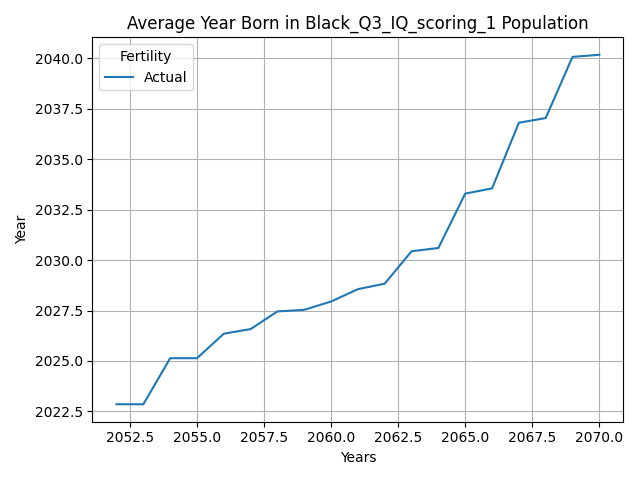 Average Year Born in Black_Q3_IQ_scoring_1 Population
Fertility
Actual
Year
2040.0
2037.5
2035.0
2032.5
2030.0
2027.5
2025.0
2022.5
2052.5 2055.0 2057.5 2060.0 2062.5 2065.0 2067.5 2070.0
Years